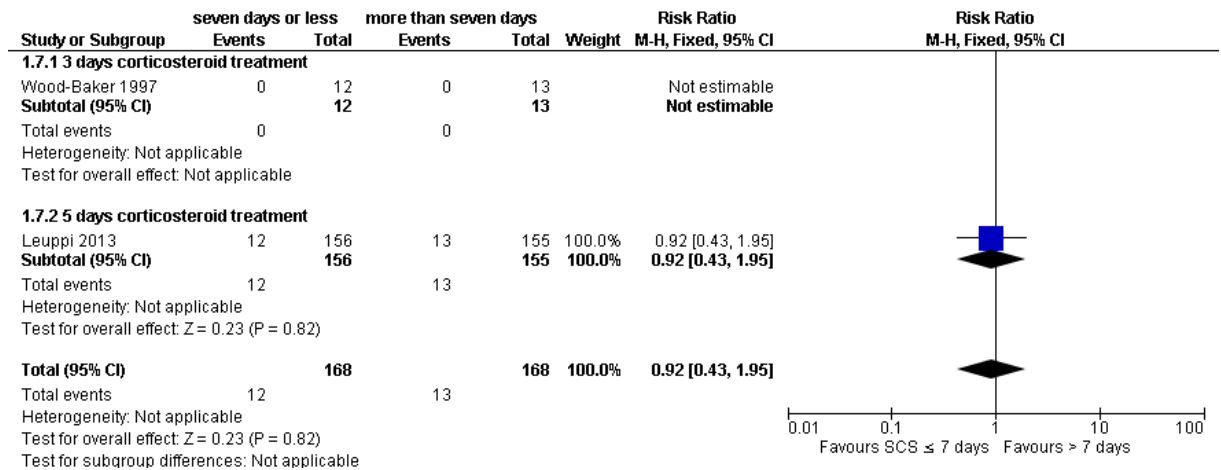 seven days or less more than seven days Risk Ratio Risk Ratio
Study or Subgroup Events Total Events Total Weight M-H, Fixed, 95% CI M-H, Fixed, 95% CI
1.7.1 3 days corticosteroid treatment
Wood-Baker 1997 0 12 0 13 Not estimable
Subtotal (95% CI) 12 13 Not estimable
Total events 0 0
Heterogeneity: Not applicable
Test for overall effect: Not applicable
1.7.2 5 days corticosteroid treatment
Leuppi 2013 12 156 13 155 100.0% 0.92 [0.43, 1.95]
Subtotal (95% CI) 156 155 100.0% 0.92 [0.43, 1.95]
Total events 12 13
Heterogeneity: Not applicable
Test for overall effect: Z = 0.23 (P = 0.82)
Total (95% CI) 168 168 100.0% 0.92 [0.43, 1.95]
Total events 12 13
Heterogeneity: Not applicable
Test for overall effect: Z = 0.23 (P = 0.82)
Test for subgroup differences: Not applicable
0.01 0.1 1 10 100
Favours SCS ≤ 7 days Favours > 7 days